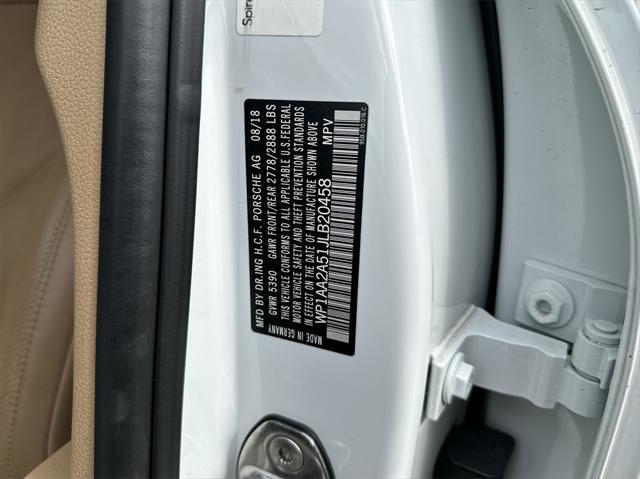 Spira
MFD BY DR.ING H.C.F. PORSCHE AG 08/18
GVWR 5390 GAWR FRONT/REAR 2778/2888 LBS
THIS VEHICLE CONFORMS TO ALL APPLICABLE U.S.FEDERAL
MOTOR VEHICLE SAFETY AND THEFT PREVENTION STANDARDS
IN EFFECT ON THE DATE OF MANUFACTURE SHOWN ABOVE
WP1AA2A51JLB20458 MPV
MADE IN GERMANY